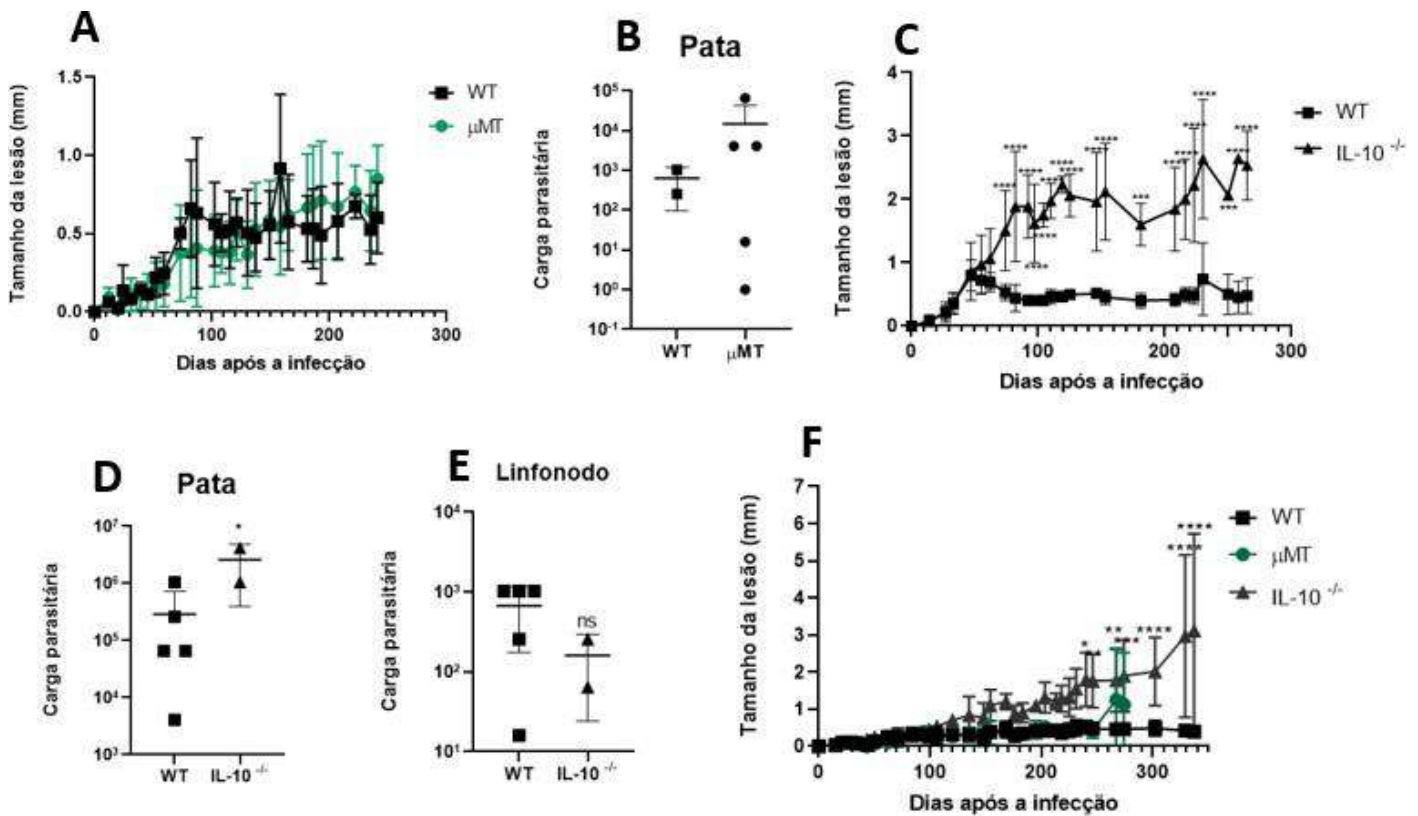 A
Tamanho da lesão (mm)
1.5
1.0
0.5
0.0
0
100
200
300
Dias após a infecção
WT
μMT
B
Pata
Carga parasitária
10⁵
10⁴
10³
10²
10¹
10⁰
10⁻¹
WT
μMT
C
Tamanho da lesão (mm)
4
3
2
1
0
0
100
200
300
Dias após a infecção
WT
IL-10 ⁻/⁻
D
Pata
Carga parasitária
10⁷
10⁶
10⁵
10⁴
10³
*
WT
IL-10 ⁻/⁻
E
Linfonodo
Carga parasitária
10⁴
10³
10²
10¹
ns
WT
IL-10 ⁻/⁻
F
Tamanho da lesão (mm)
7
6
5
4
3
2
1
0
0
100
200
300
Dias após a infecção
WT
μMT
IL-10 ⁻/⁻